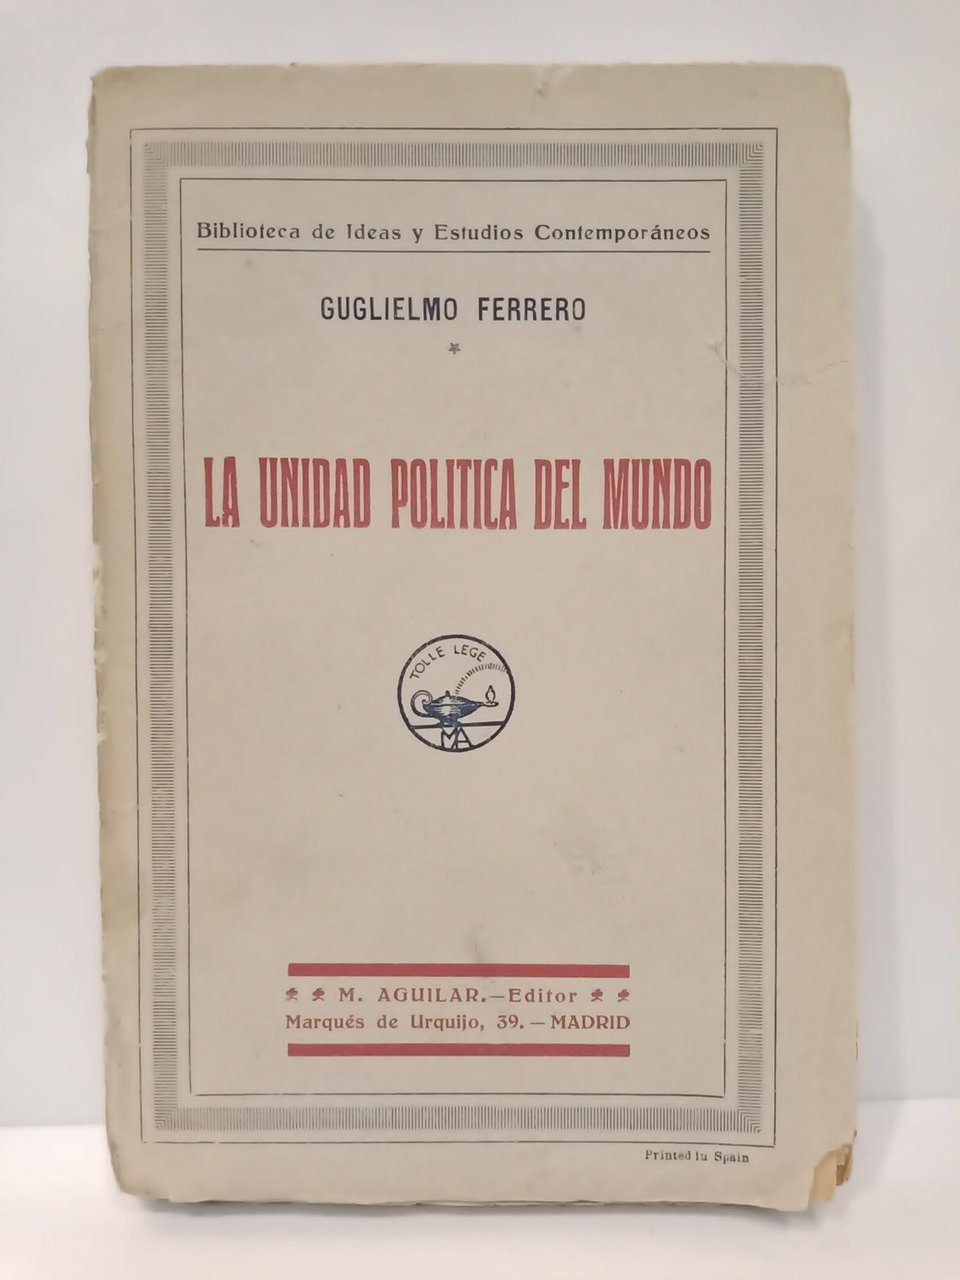 Biblioteca de Ideas y Estudios Contemporáneos
GUGLIELMO FERRERO
LA UNIDAD POLITICA DEL MUNDO
TOLLE LEGE
MA
M. AGUILAR.—Editor
Marqués de Urquijo, 39. — MADRID
Printed in Spain